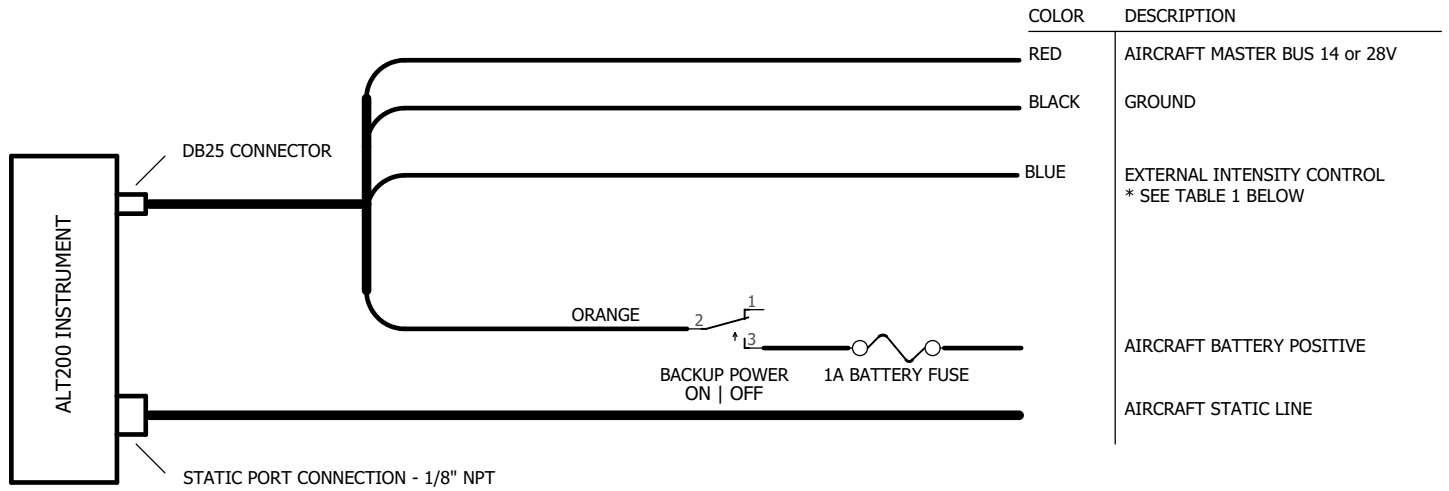 COLOR DESCRIPTION
RED AIRCRAFT MASTER BUS 14 or 28V
BLACK GROUND
DB25 CONNECTOR
BLUE EXTERNAL INTENSITY CONTROL
* SEE TABLE 1 BELOW
ALT200 INSTRUMENT
ORANGE
1
2
3
BACKUP POWER
ON | OFF
1A BATTERY FUSE
AIRCRAFT BATTERY POSITIVE
AIRCRAFT STATIC LINE
STATIC PORT CONNECTION - 1/8" NPT